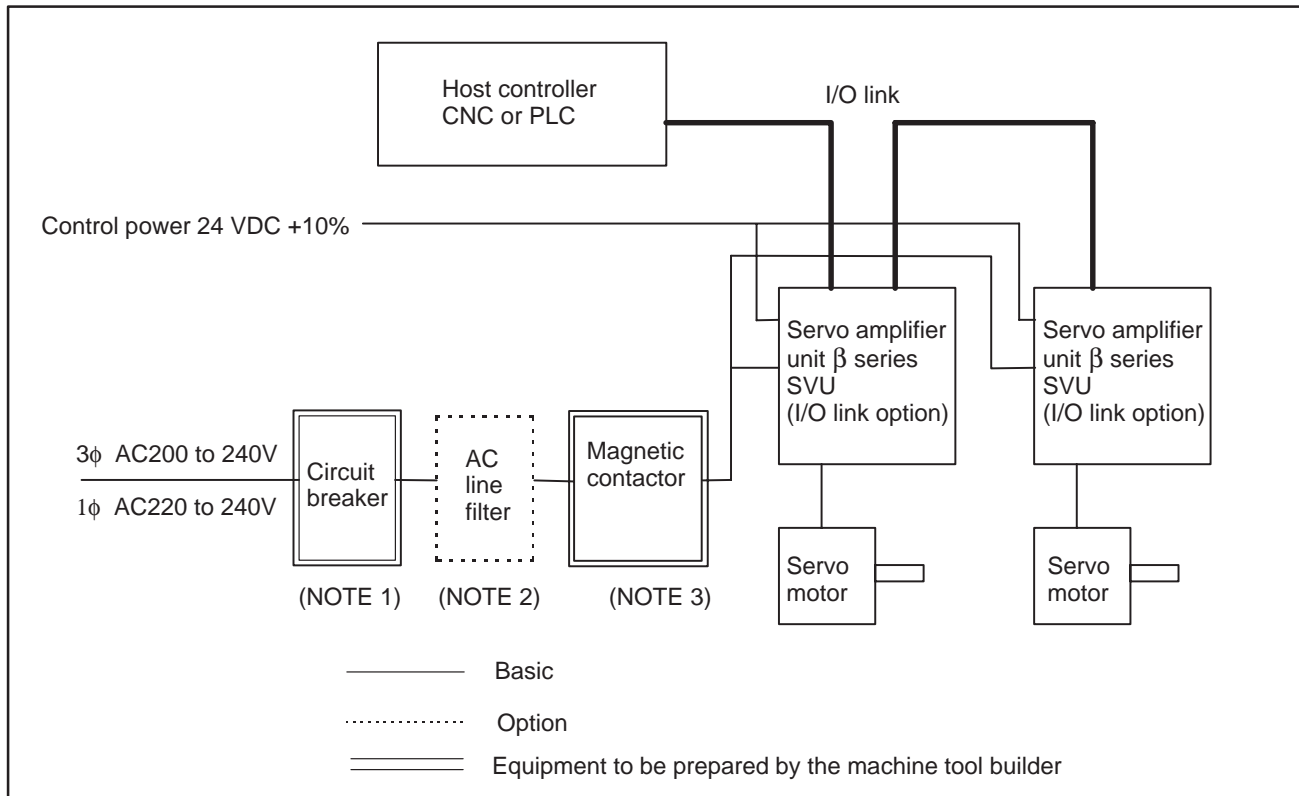 Host controller
CNC or PLC
I/O link
Control power 24 VDC +10%
Servo amplifier
unit β series
SVU
(I/O link option)
Servo amplifier
unit β series
SVU
(I/O link option)
3ϕ AC200 to 240V
1ϕ AC220 to 240V
Circuit
breaker
AC
line
filter
Magnetic
contactor
Servo
motor
Servo
motor
(NOTE 1)
(NOTE 2)
(NOTE 3)
Basic
Option
Equipment to be prepared by the machine tool builder